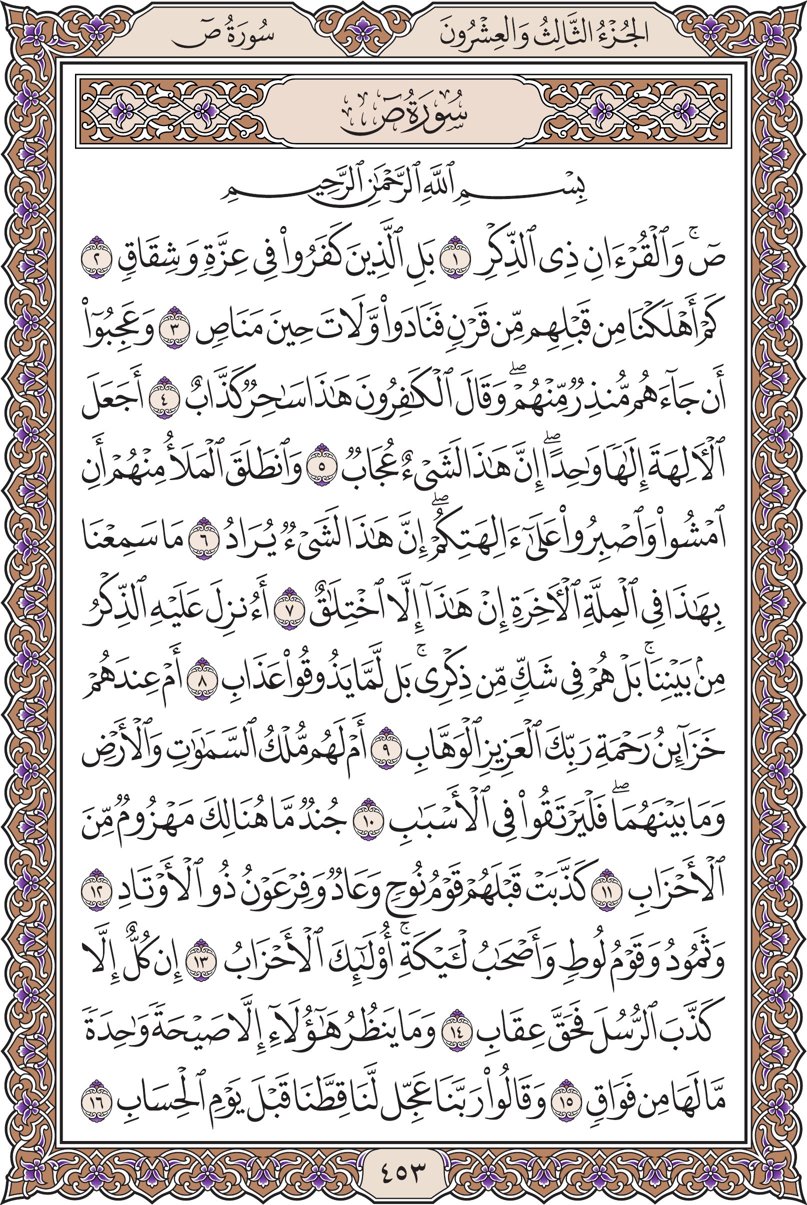 سُورَةُ صٓ
الجُزْءُ الثَّالِثُ وَالعِشْرُونَ
سُورَةُ صٓ
بِسْمِ ٱللَّهِ ٱلرَّحْمَٰنِ ٱلرَّحِيمِ
صٓۚ وَٱلْقُرْءَانِ ذِى ٱلذِّكْرِ ١ بَلِ ٱلَّذِينَ كَفَرُوا۟ فِى عِزَّةٍ وَشِقَاقٍ ٢
كَمْ أَهْلَكْنَا مِن قَبْلِهِم مِّن قَرْنٍ فَنَادَوا۟ وَّلَاتَ حِينَ مَنَاصٍ ٣ وَعَجِبُوٓا۟
أَن جَآءَهُم مُّنذِرٌ مِّنْهُمْۖ وَقَالَ ٱلْكَٰفِرُونَ هَٰذَا سَٰحِرٌ كَذَّابٌ ٤ أَجَعَلَ
ٱلْءَالِهَةَ إِلَٰهًا وَٰحِدًاۖ إِنَّ هَٰذَا لَشَىْءٌ عُجَابٌ ٥ وَٱنطَلَقَ ٱلْمَلَأُ مِنْهُمْ أَنِ
ٱمْشُوا۟ وَٱصْبِرُوا۟ عَلَىٰٓ ءَالِهَتِكُمْۖ إِنَّ هَٰذَا لَشَىْءٌ يُرَادُ ٦ مَا سَمِعْنَا
بِهَٰذَا فِى ٱلْمِلَّةِ ٱلْءَاخِرَةِ إِنْ هَٰذَآ إِلَّا ٱخْتِلَٰقٌ ٧ أَءُنزِلَ عَلَيْهِ ٱلذِّكْرُ
مِنۢ بَيْنِنَاۚ بَلْ هُمْ فِى شَكٍّ مِّن ذِكْرِىۚ بَل لَّمَّا يَذُوقُوا۟ عَذَابِ ٨ أَمْ عِندَهُمْ
خَزَآئِنُ رَحْمَةِ رَبِّكَ ٱلْعَزِيزِ ٱلْوَهَّابِ ٩ أَمْ لَهُم مُّلْكُ ٱلسَّمَٰوَٰتِ وَٱلْأَرْضِ
وَمَا بَيْنَهُمَاۖ فَلْيَرْتَقُوا۟ فِى ٱلْأَسْبَٰبِ ١٠ جُندٌ مَّا هُنَالِكَ مَهْزُومٌ مِّنَ
ٱلْأَحْزَابِ ١١ كَذَّبَتْ قَبْلَهُمْ قَوْمُ نُوحٍ وَعَادٌ وَفِرْعَوْنُ ذُو ٱلْأَوْتَادِ ١٢
وَثَمُودُ وَقَوْمُ لُوطٍ وَأَصْحَٰبُ لْـَٔيْكَةِۚ أُو۟لَٰٓئِكَ ٱلْأَحْزَابُ ١٣ إِن كُلٌّ إِلَّا
كَذَّبَ ٱلرُّسُلَ فَحَقَّ عِقَابِ ١٤ وَمَا يَنظُرُ هَٰٓؤُلَآءِ إِلَّا صَيْحَةً وَٰحِدَةً
مَّا لَهَا مِن فَوَاقٍ ١٥ وَقَالُوا۟ رَبَّنَا عَجِّل لَّنَا قِطَّنَا قَبْلَ يَوْمِ ٱلْحِسَابِ ١٦
٤٥٣